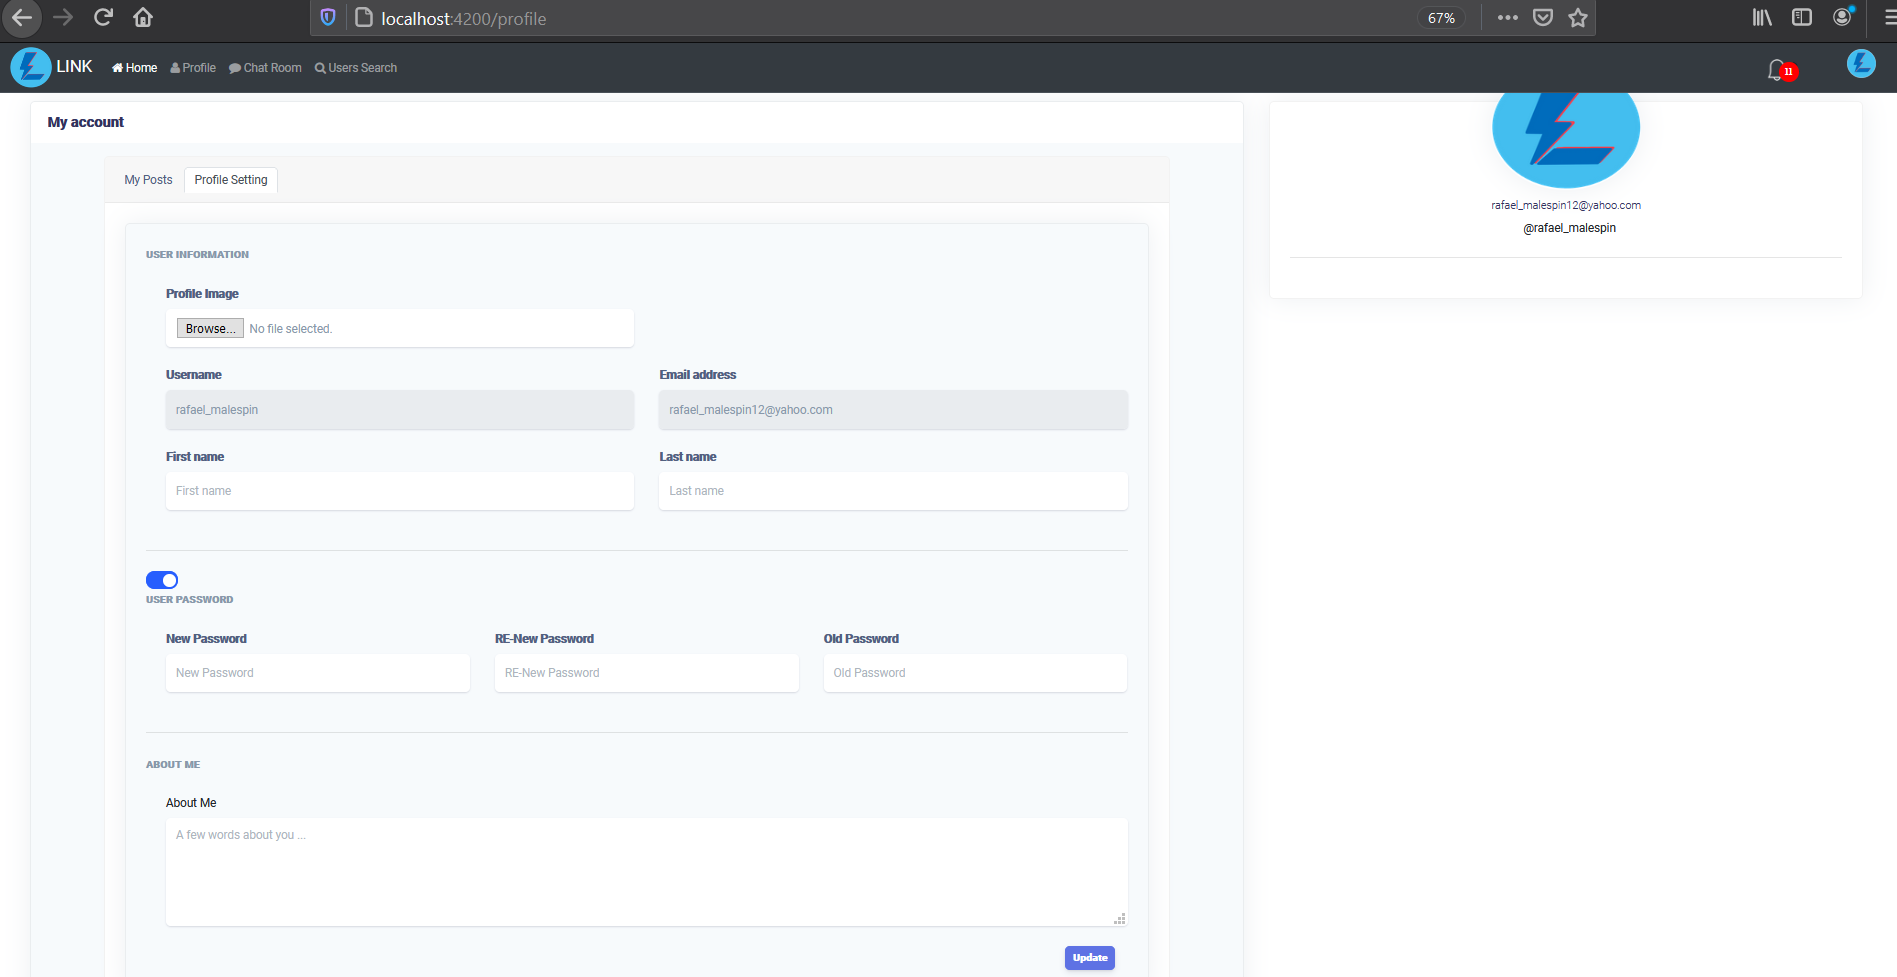 localhost:4200/profile
67%
LINK
Home
Profile
Chat Room
Users Search
11
My account
My Posts
Profile Setting
rafael_malespin12@yahoo.com
@rafael_malespin
USER INFORMATION
Profile Image
Browse...
No file selected.
Username
Email address
rafael_malespin
rafael_malespin12@yahoo.com
First name
Last name
First name
Last name
USER PASSWORD
New Password
RE-New Password
Old Password
New Password
RE-New Password
Old Password
ABOUT ME
About Me
A few words about you ...
Update